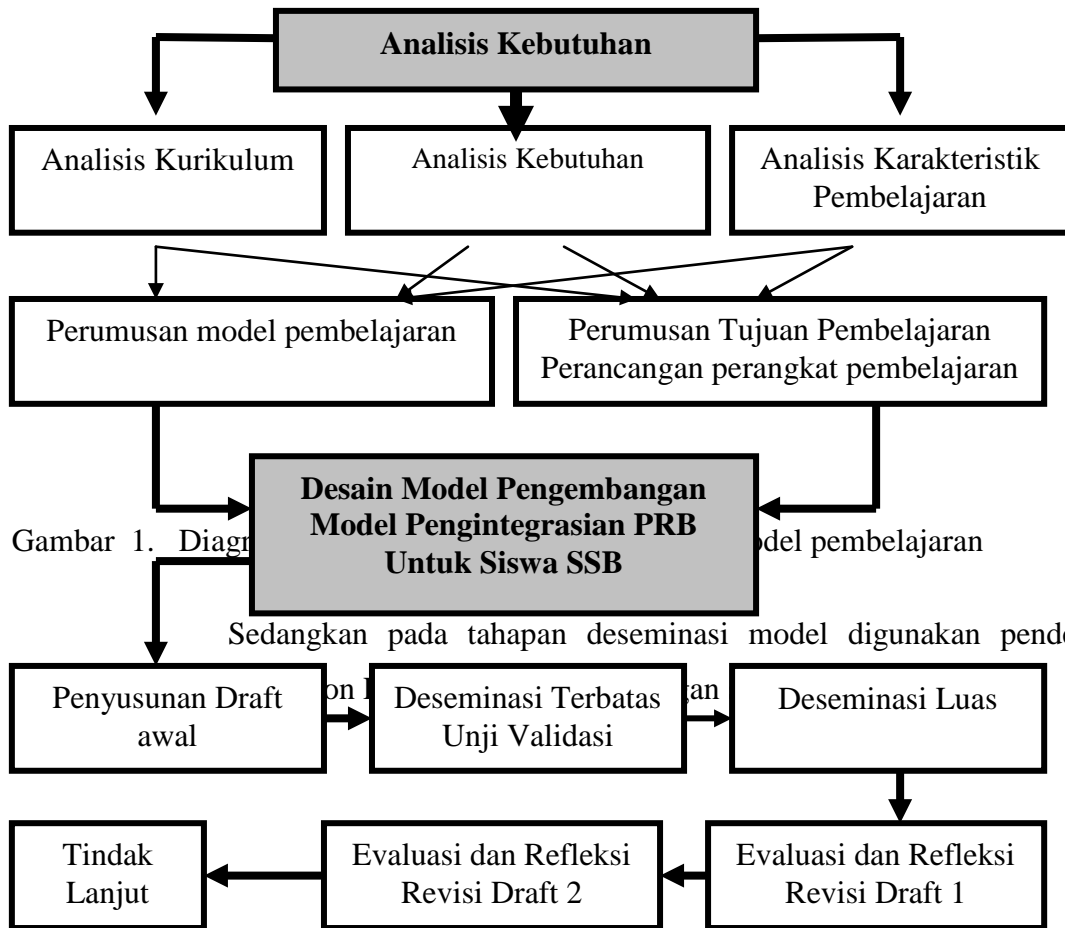 Analisis Kebutuhan
Analisis Kurikulum
Analisis Kebutuhan
Analisis Karakteristik
Pembelajaran
Perumusan model pembelajaran
Perumusan Tujuan Pembelajaran
Perancangan perangkat pembelajaran
Desain Model Pengembangan
Model Pengintegrasian PRB
Untuk Siswa SSB
Gambar 1. pembelajaran
Sedangkan pada tahapan deseminasi model digunakan
Penyusunan Draft
awal
Deseminasi Terbatas
Unji Validasi
Deseminasi Luas
Tindak
Lanjut
Evaluasi dan Refleksi
Revisi Draft 2
Evaluasi dan Refleksi
Revisi Draft 1